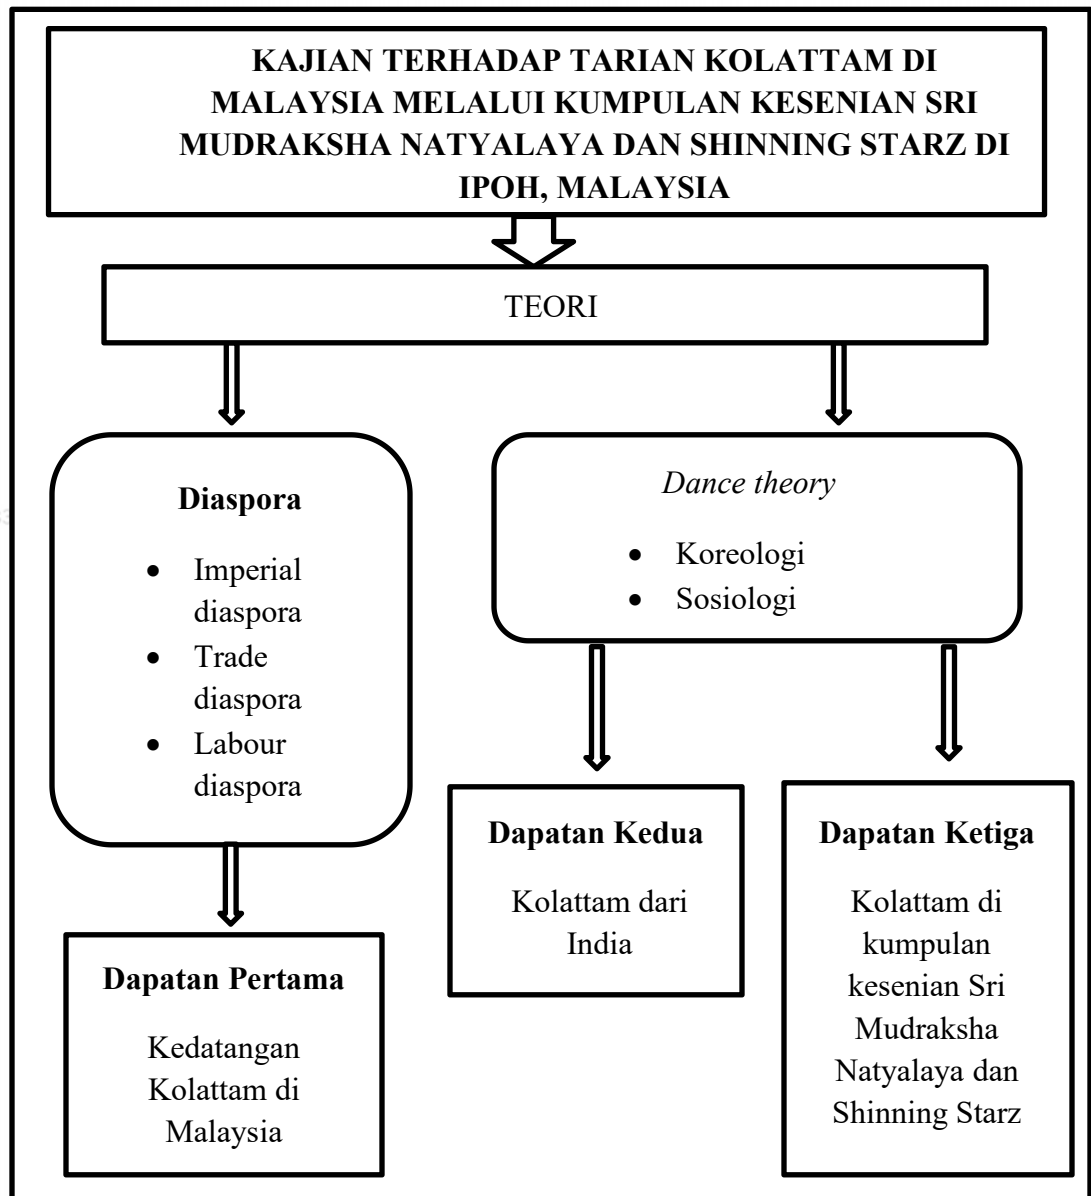 KAJIAN TERHADAP TARIAN KOLATTAM DI
MALAYSIA MELALUI KUMPULAN KESENIAN SRI
MUDRAKSHA NATYALAYA DAN SHINNING STARZ DI
IPOH, MALAYSIA
TEORI
Diaspora
• Imperial
diaspora
• Trade
diaspora
• Labour
diaspora
Dance theory
• Koreologi
• Sosiologi
Dapatan Pertama
Kedatangan
Kolattam di
Malaysia
Dapatan Kedua
Kolattam dari
India
Dapatan Ketiga
Kolattam di
kumpulan
kesenian Sri
Mudraksha
Natyalaya dan
Shinning Starz